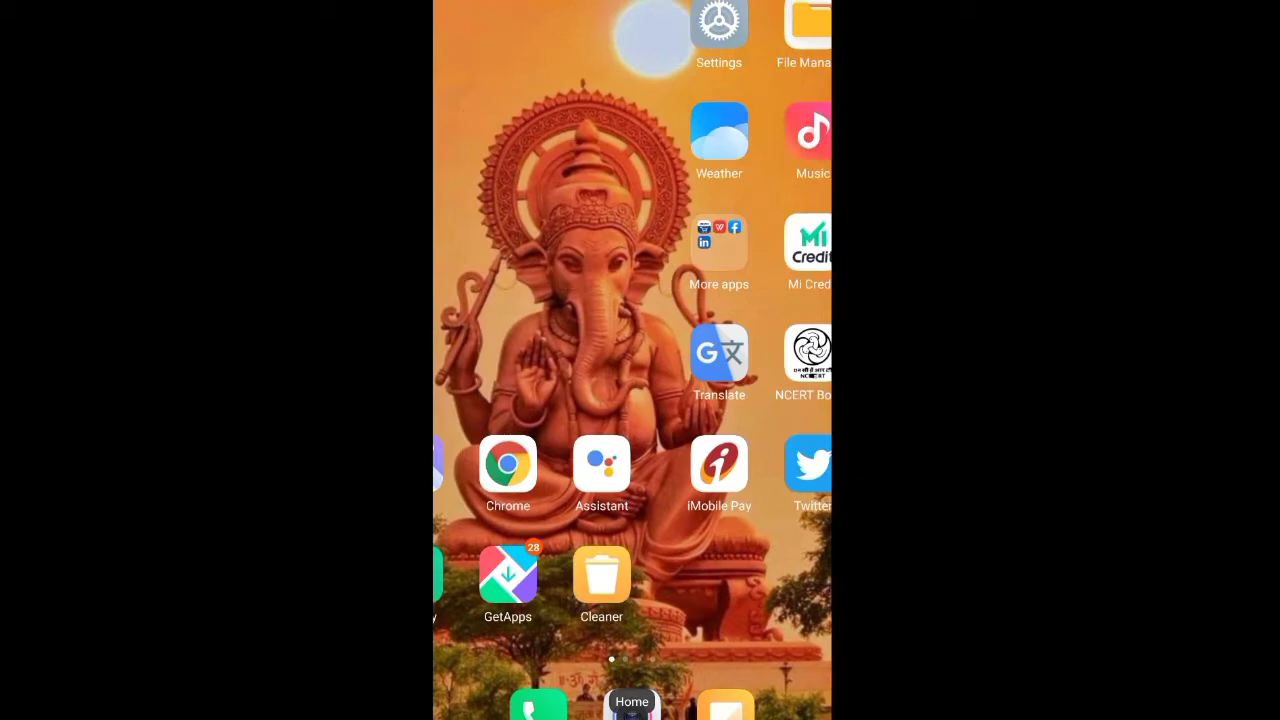 Settings
File Mana
Weather
Music
More apps
Mi Credi
Mi Cred
Translate
NCERT Bo
Chrome
Assistant
iMobile Pay
Twitter
28
GetApps
Cleaner
Home